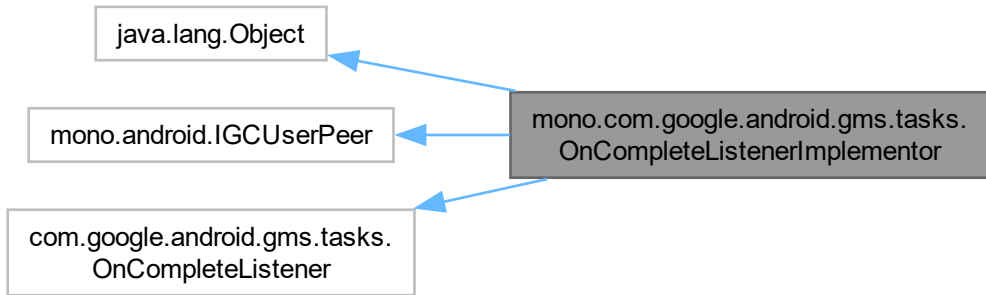 java.lang.Object
mono.android.IGCUserPeer
com.google.android.gms.tasks.
OnCompleteListener
mono.com.google.android.gms.tasks.
OnCompleteListenerImplementor